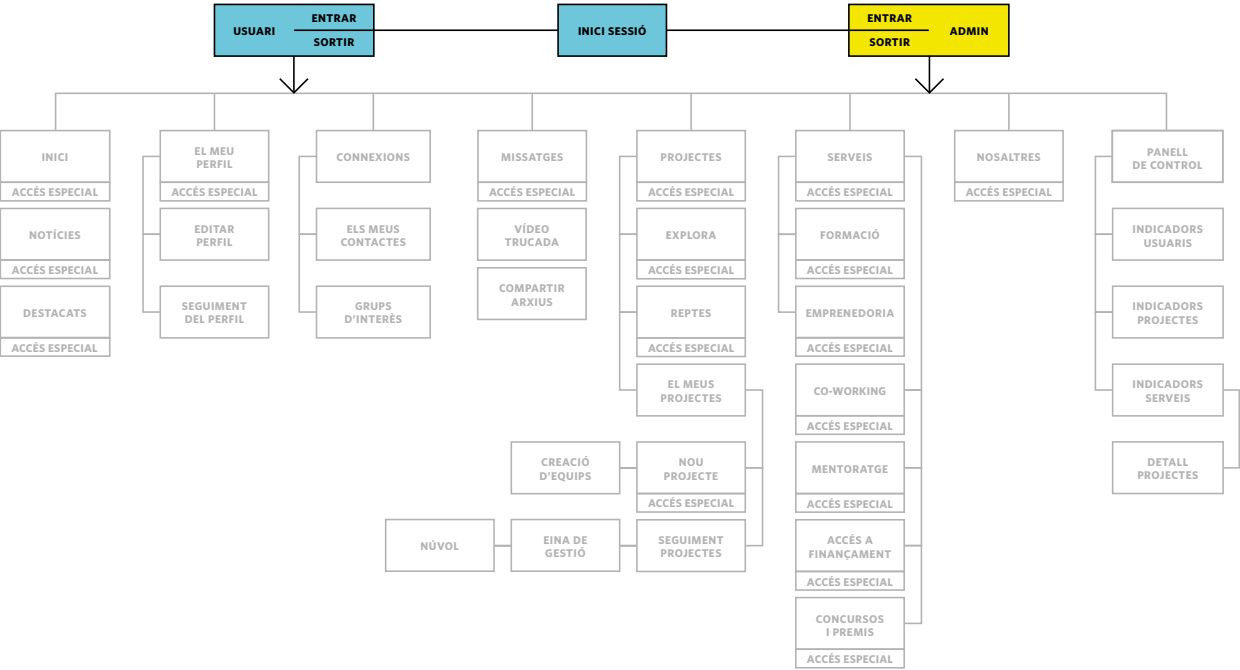 USUARI
ENTRAR
SORTIR
INICI SESSIÓ
ENTRAR
SORTIR
ADMIN
INICI
ACCÉS ESPECIAL
NOTÍCIES
ACCÉS ESPECIAL
DESTACATS
ACCÉS ESPECIAL
EL MEU
PERFIL
ACCÉS ESPECIAL
EDITAR
PERFIL
SEGUIMENT
DEL PERFIL
CONNEXIONS
ELS MEUS
CONTACTES
GRUPS
D'INTERÈS
MISSATGES
ACCÉS ESPECIAL
VÍDEO
TRUCADA
COMPARTIR
ARXIUS
PROJECTES
ACCÉS ESPECIAL
EXPLORA
ACCÉS ESPECIAL
REPTES
ACCÉS ESPECIAL
EL MEUS
PROJECTES
CREACIÓ
D'EQUIPS
NOU
PROJECTE
ACCÉS ESPECIAL
NÚVOL
EINA DE
GESTIÓ
SEGUIMENT
PROJECTES
SERVEIS
ACCÉS ESPECIAL
FORMACIÓ
ACCÉS ESPECIAL
EMPRENEDORIA
ACCÉS ESPECIAL
CO-WORKING
ACCÉS ESPECIAL
MENTORATGE
ACCÉS ESPECIAL
ACCÉS A
FINANÇAMENT
ACCÉS ESPECIAL
CONCURSOS
I PREMIS
ACCÉS ESPECIAL
NOSALTRES
ACCÉS ESPECIAL
PANELL
DE CONTROL
INDICADORS
USUARIS
INDICADORS
PROJECTES
INDICADORS
SERVEIS
DETALL
PROJECTES